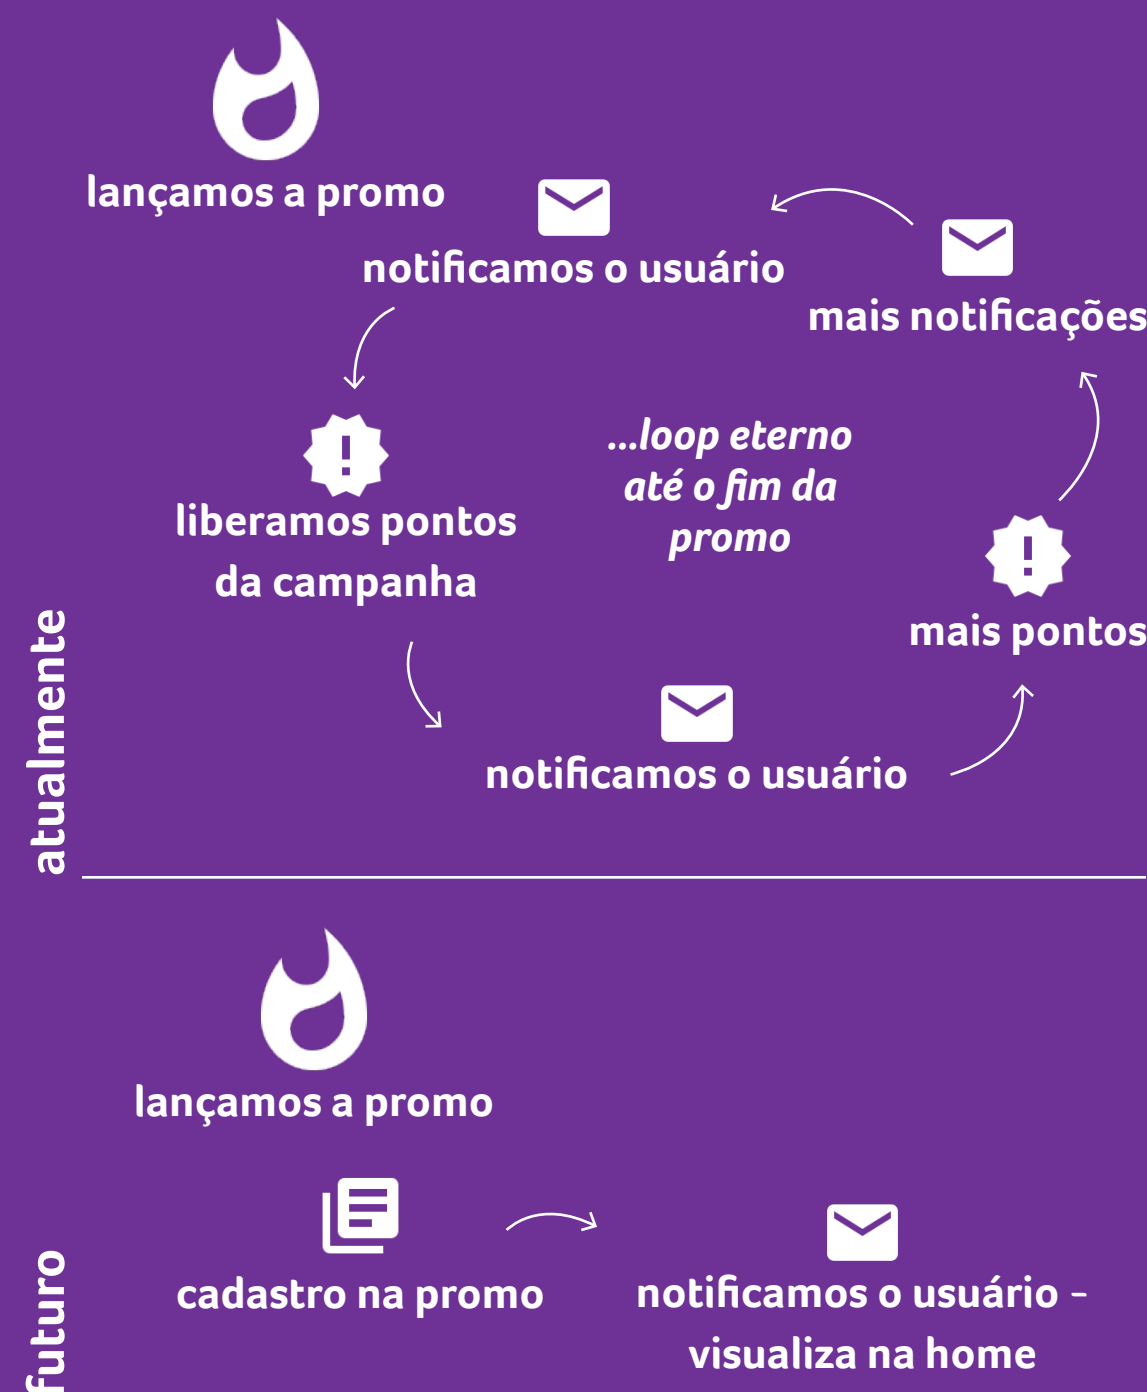 lançamos a promo
notificamos o usuário
mais notificações
...loop eterno
até o fim da
promo
liberamos pontos
da campanha
mais pontos
notificamos o usuário
atualmente
lançamos a promo
cadastro na promo
notificamos o usuário -
visualiza na home
futuro